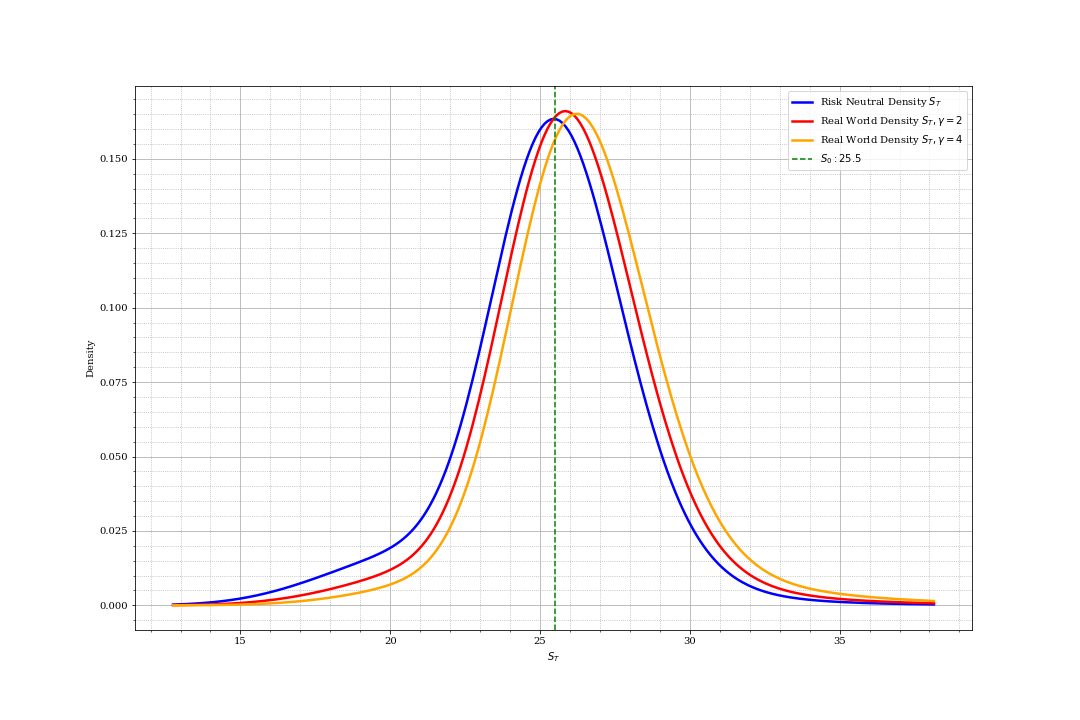 Risk Neutral Density $S_T$
Real World Density $S_T, \gamma = 2$
Real World Density $S_T, \gamma = 4$
$S_0 : 25.5$
0.150
0.125
0.100
0.075
0.050
0.025
0.000
Density
15 20 25 30 35
$S_T$